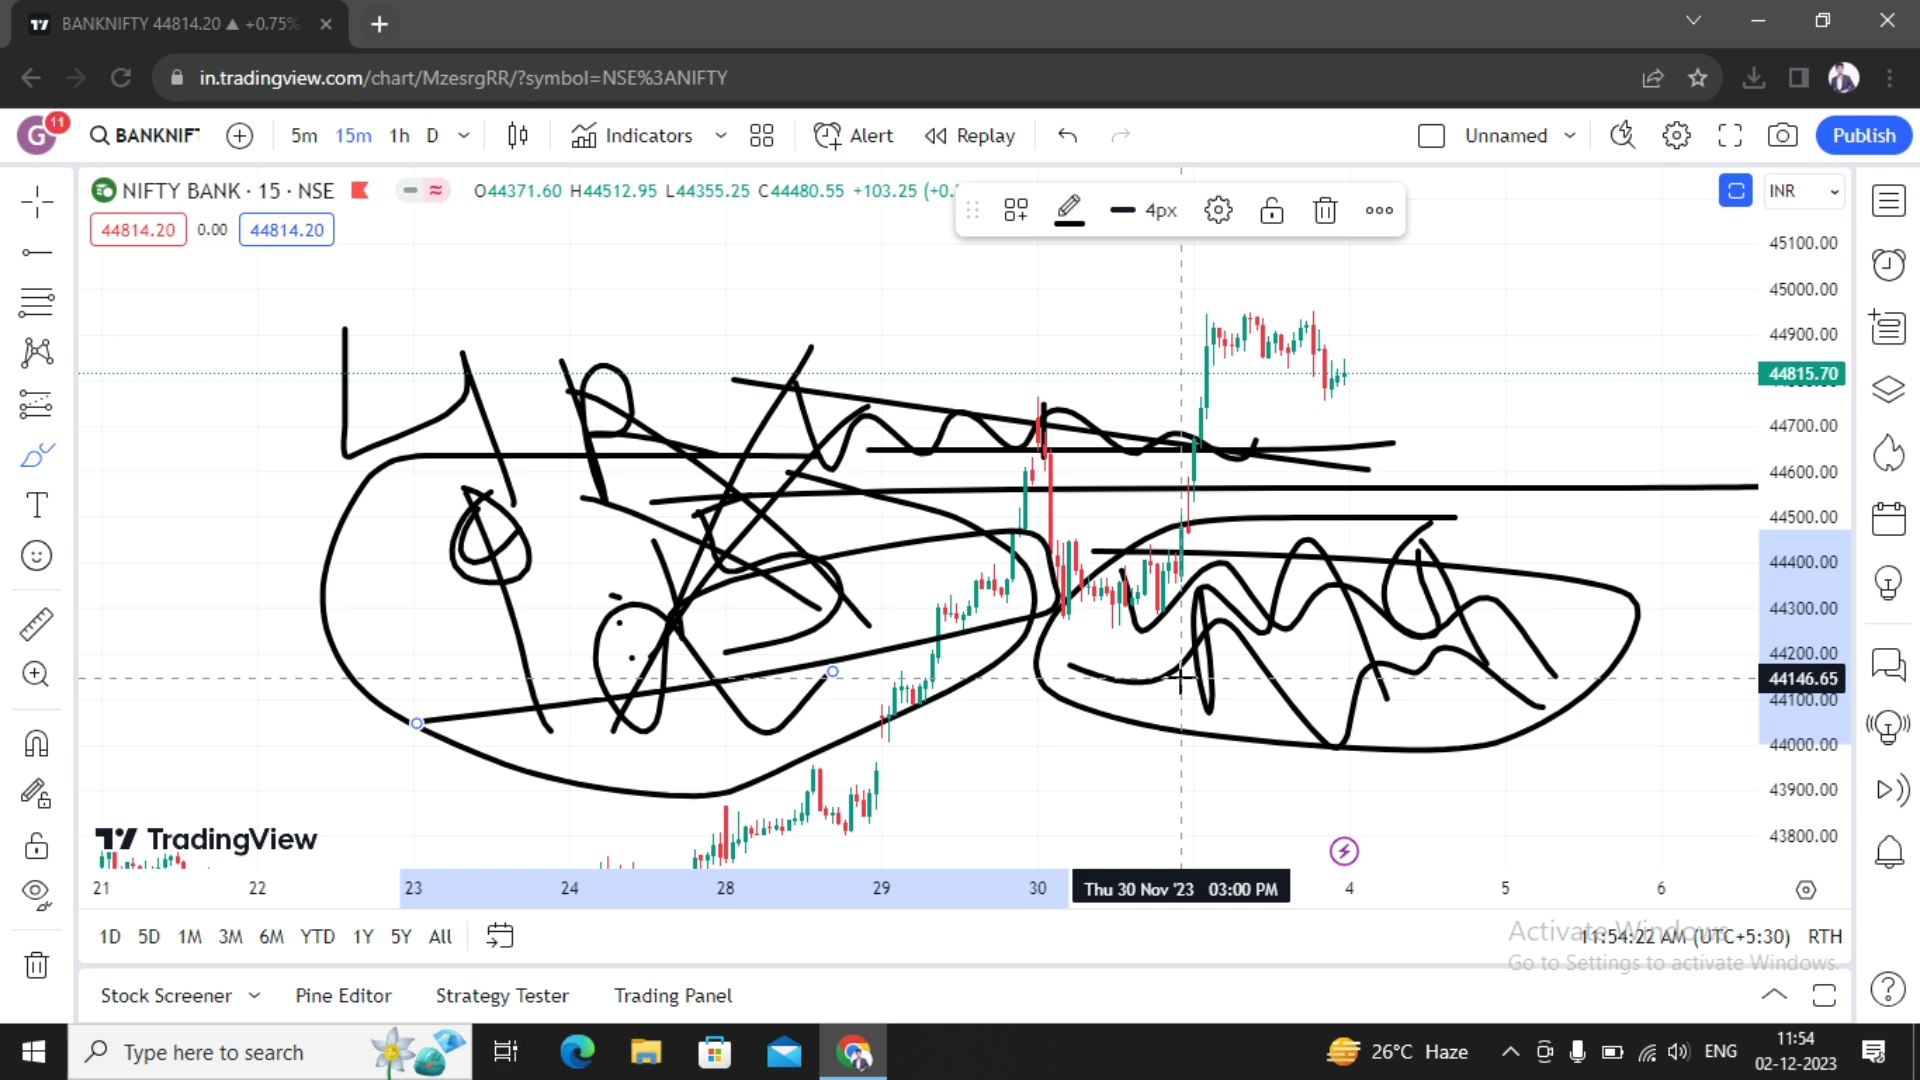 BANKNIFTY 44814.20 ▲ +0.75%
in.tradingview.com/chart/MzesrgRR/?symbol=NSE%3ANIFTY
G 11 BANKNIF 5m 15m 1h D Indicators Alert Replay Unnamed Publish
NIFTY BANK · 15 · NSE O44371.60 H44512.95 L44355.25 C44480.55 +103.25 (+0.
INR
4px
44814.20 0.00 44814.20
45100.00
45000.00
44900.00
44815.70
44700.00
44600.00
44500.00
44400.00
44300.00
44200.00
44146.65
44100.00
44000.00
43900.00
43800.00
TradingView
21 22 23 24 28 29 30 Thu 30 Nov '23 03:00 PM 4 5 6
1D 5D 1M 3M 6M YTD 1Y 5Y All 11:54:22 AM (UTC+5:30) RTH
Activate Windows
Go to Settings to activate Windows.
Stock Screener Pine Editor Strategy Tester Trading Panel
Type here to search 26°C Haze ENG 11:54
02-12-2023